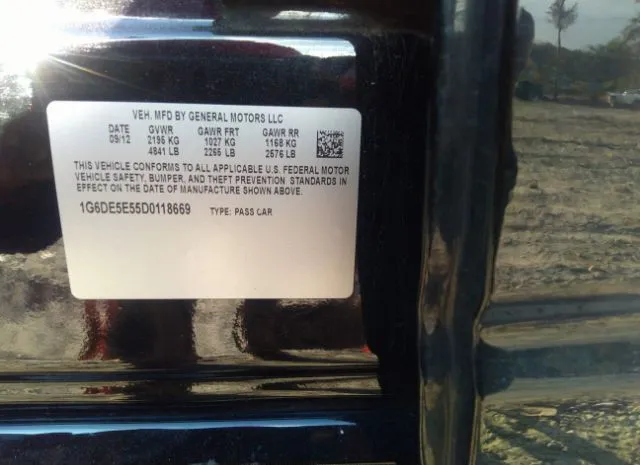 VEH. MFD BY GENERAL MOTORS LLC
DATE GVWR GAWR FRT GAWR RR
09/12 2195 KG 1027 KG 1168 KG
4841 LB 2265 LB 2576 LB
THIS VEHICLE CONFORMS TO ALL APPLICABLE U.S. FEDERAL MOTOR
VEHICLE SAFETY, BUMPER, AND THEFT PREVENTION STANDARDS IN
EFFECT ON THE DATE OF MANUFACTURE SHOWN ABOVE.
1G6DE5E55D0118669 TYPE: PASS CAR